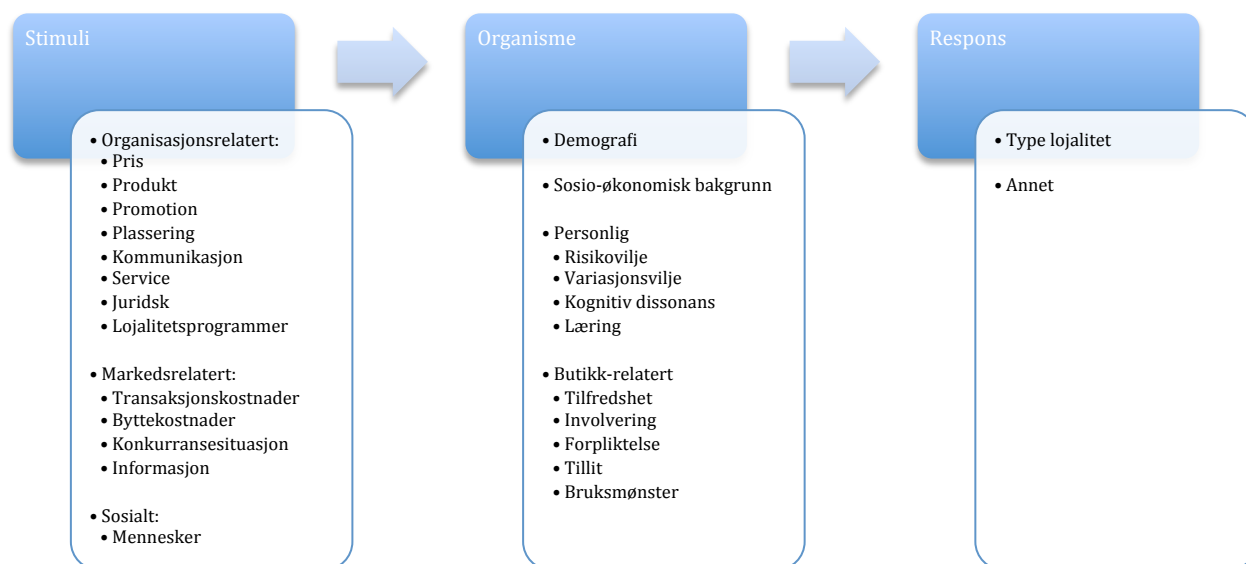 Stimuli
• Organisasjonsrelatert:
• Pris
• Produkt
• Promotion
• Plassering
• Kommunikasjon
• Service
• Juridsk
• Lojalitetsprogrammer
• Markedsrelatert:
• Transaksjonskostnader
• Byttekostnader
• Konkurransesituasjon
• Informasjon
• Sosialt:
• Mennesker
Organisme
• Demografi
• Sosio-økonomisk bakgrunn
• Personlig
• Risikovilje
• Variasjonsvilje
• Kognitiv dissonans
• Læring
• Butikk-relatert
• Tilfredshet
• Involvering
• Forpliktelse
• Tillit
• Bruksmønster
Respons
• Type lojalitet
• Annet